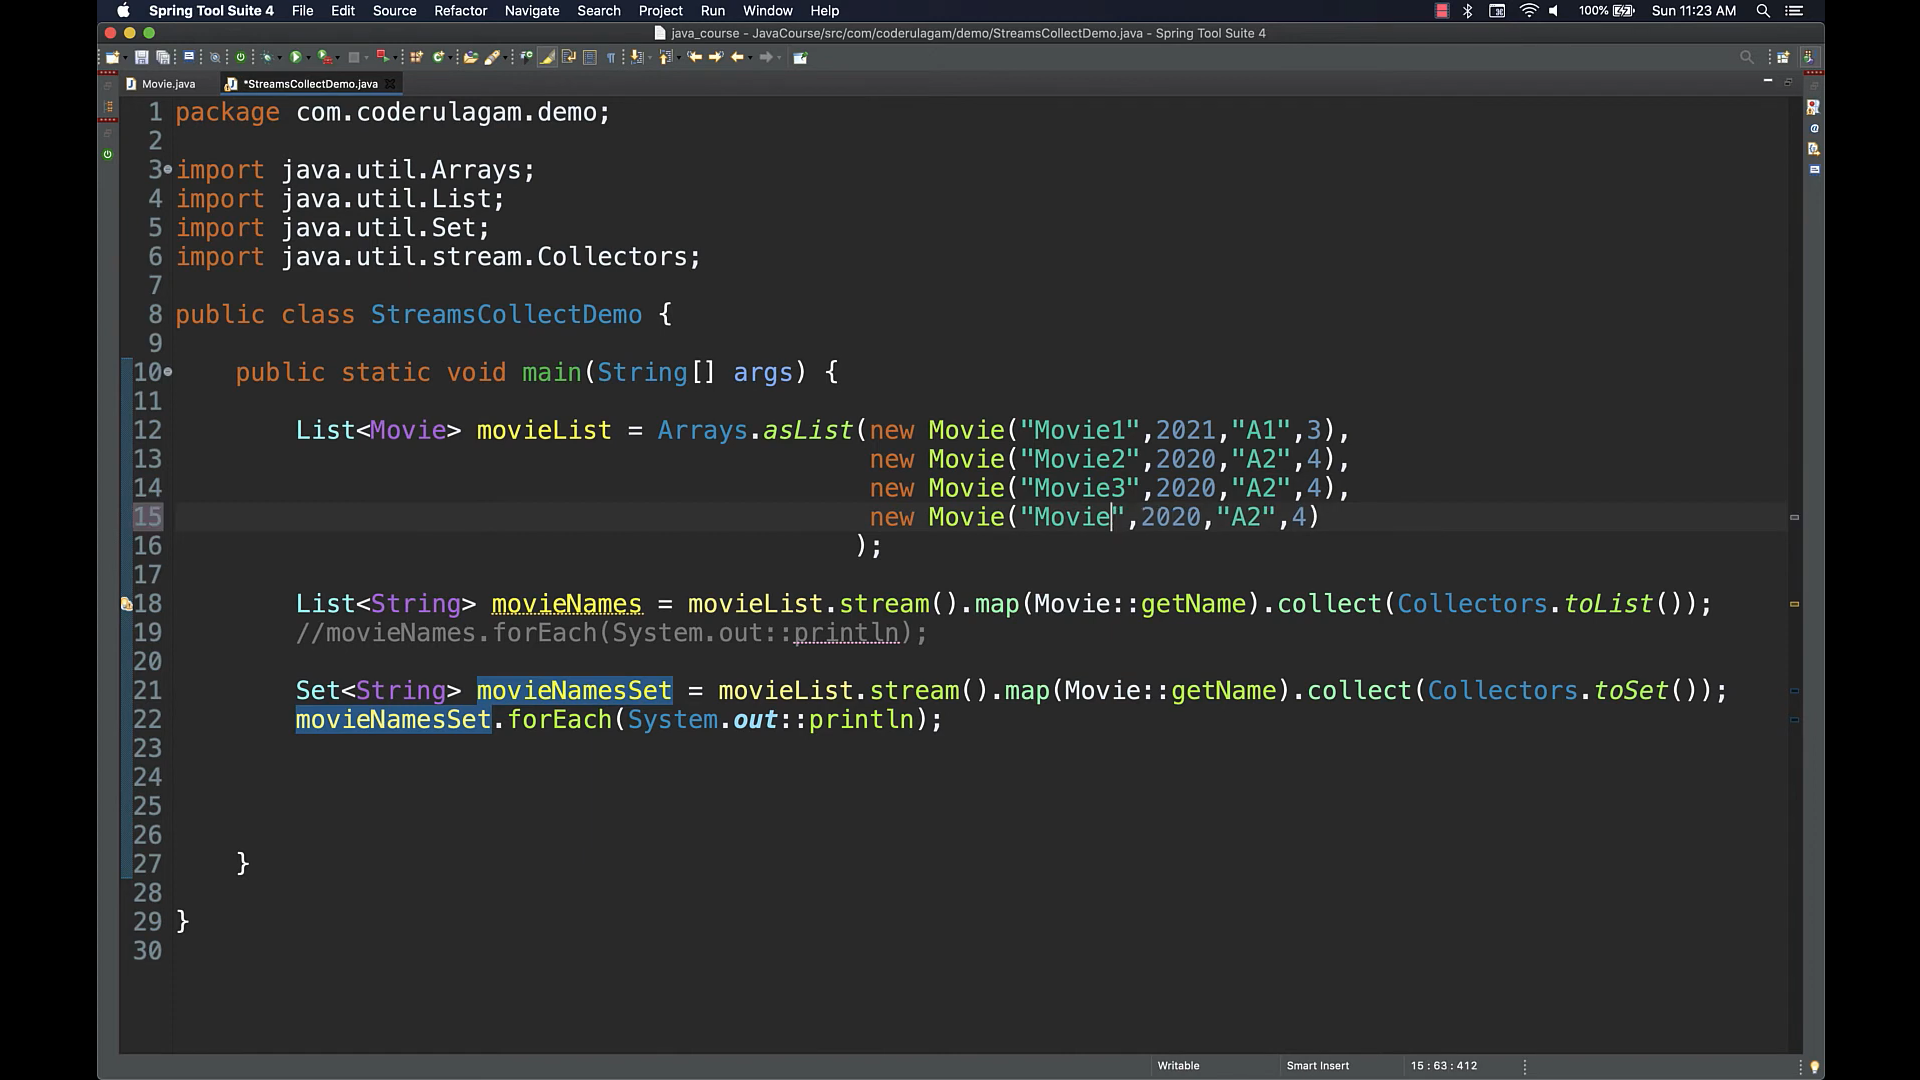 Spring Tool Suite 4 File Edit Source Refactor Navigate Search Project Run Window Help 100% Sun 11:23 AM
java_course - JavaCourse/src/com/coderulagam/demo/StreamsCollectDemo.java - Spring Tool Suite 4
Movie.java *StreamsCollectDemo.java
1 package com.coderulagam.demo;
2
3 import java.util.Arrays;
4 import java.util.List;
5 import java.util.Set;
6 import java.util.stream.Collectors;
7
8 public class StreamsCollectDemo {
9
10 public static void main(String[] args) {
11
12 List<Movie> movieList = Arrays.asList(new Movie("Movie1",2021,"A1",3),
13 new Movie("Movie2",2020,"A2",4),
14 new Movie("Movie3",2020,"A2",4),
15 new Movie("Movie",2020,"A2",4)
16 );
17
18 List<String> movieNames = movieList.stream().map(Movie::getName).collect(Collectors.toList());
19 //movieNames.forEach(System.out::println);
20
21 Set<String> movieNamesSet = movieList.stream().map(Movie::getName).collect(Collectors.toSet());
22 movieNamesSet.forEach(System.out::println);
23
24
25
26
27 }
28
29 }
30
Writable Smart Insert 15 : 63 : 412